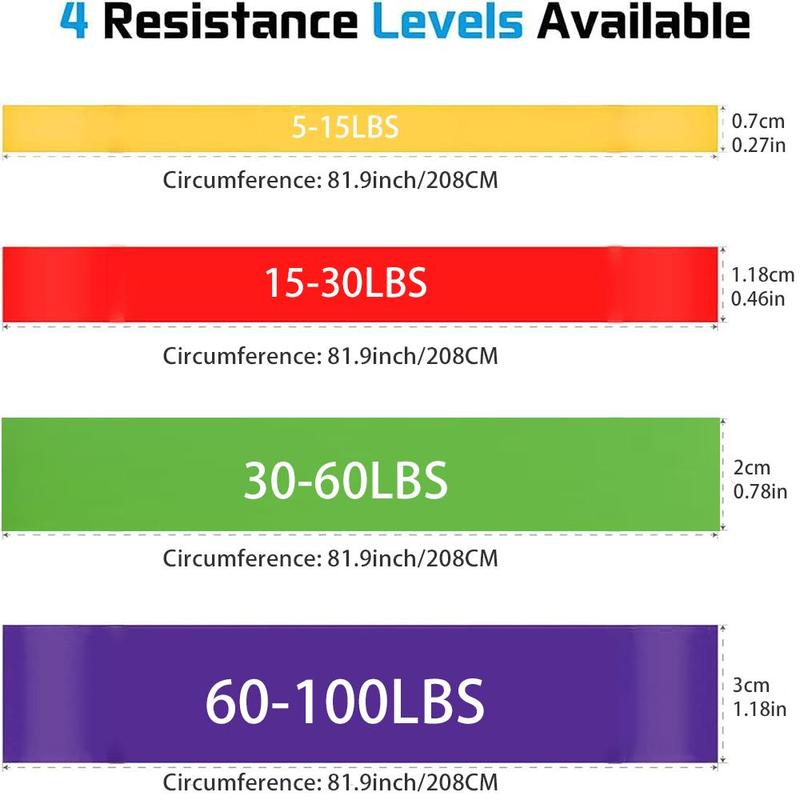 4 Resistance Levels Available
5-15LBS
0.7cm
0.27in
Circumference: 81.9inch/208CM
15-30LBS
1.18cm
0.46in
Circumference: 81.9inch/208CM
30-60LBS
2cm
0.78in
Circumference: 81.9inch/208CM
60-100LBS
3cm
1.18in
Circumference: 81.9inch/208CM